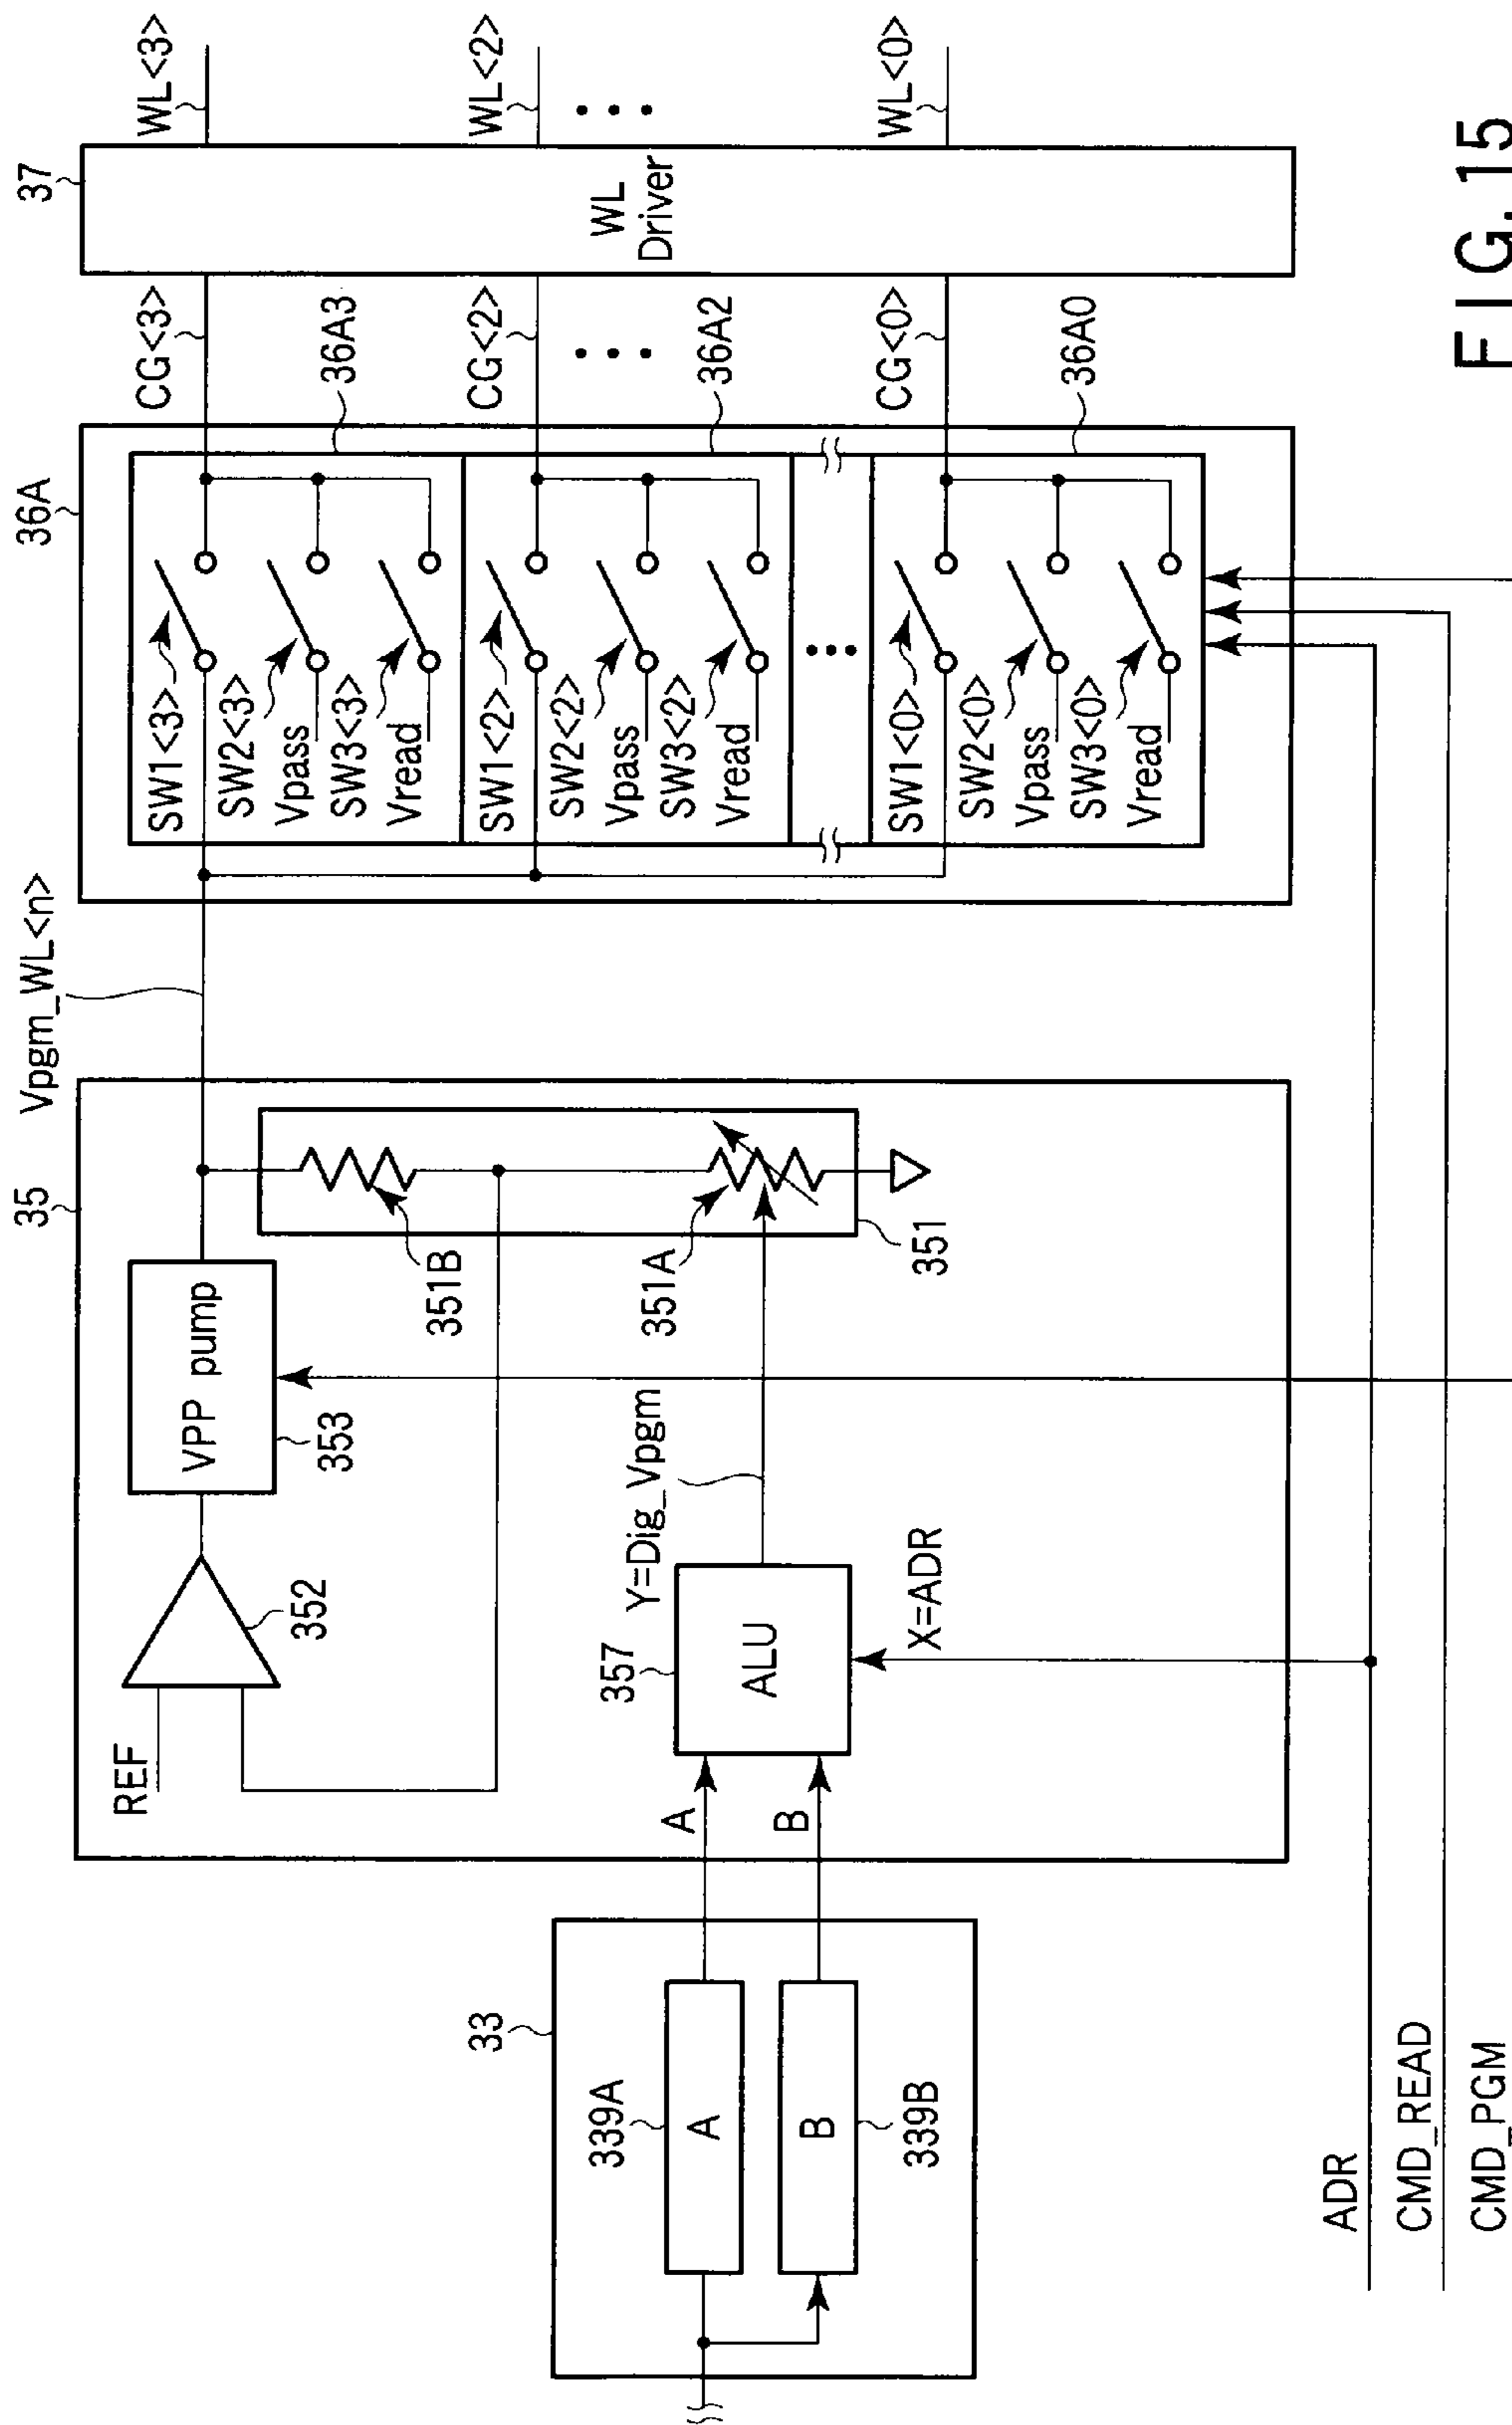 Vpgm_WL<n>
36A
37
35
VPP pump
353
REF
352
351B
351A
351
Y=Dig_Vpgm
357
ALU
X=ADR
A
B
33
339A
A
B
339B
SW1<3>
SW2<3>
Vpass
SW3<3>
Vread
SW1<2>
SW2<2>
Vpass
SW3<2>
Vread
SW1<0>
SW2<0>
Vpass
SW3<0>
Vread
CG<3>
36A3
CG<2>
36A2
CG<0>
36A0
WL
Driver
WL<3>
WL<2>
WL<0>
ADR
CMD_READ
CMD_PGM
FIG. 15